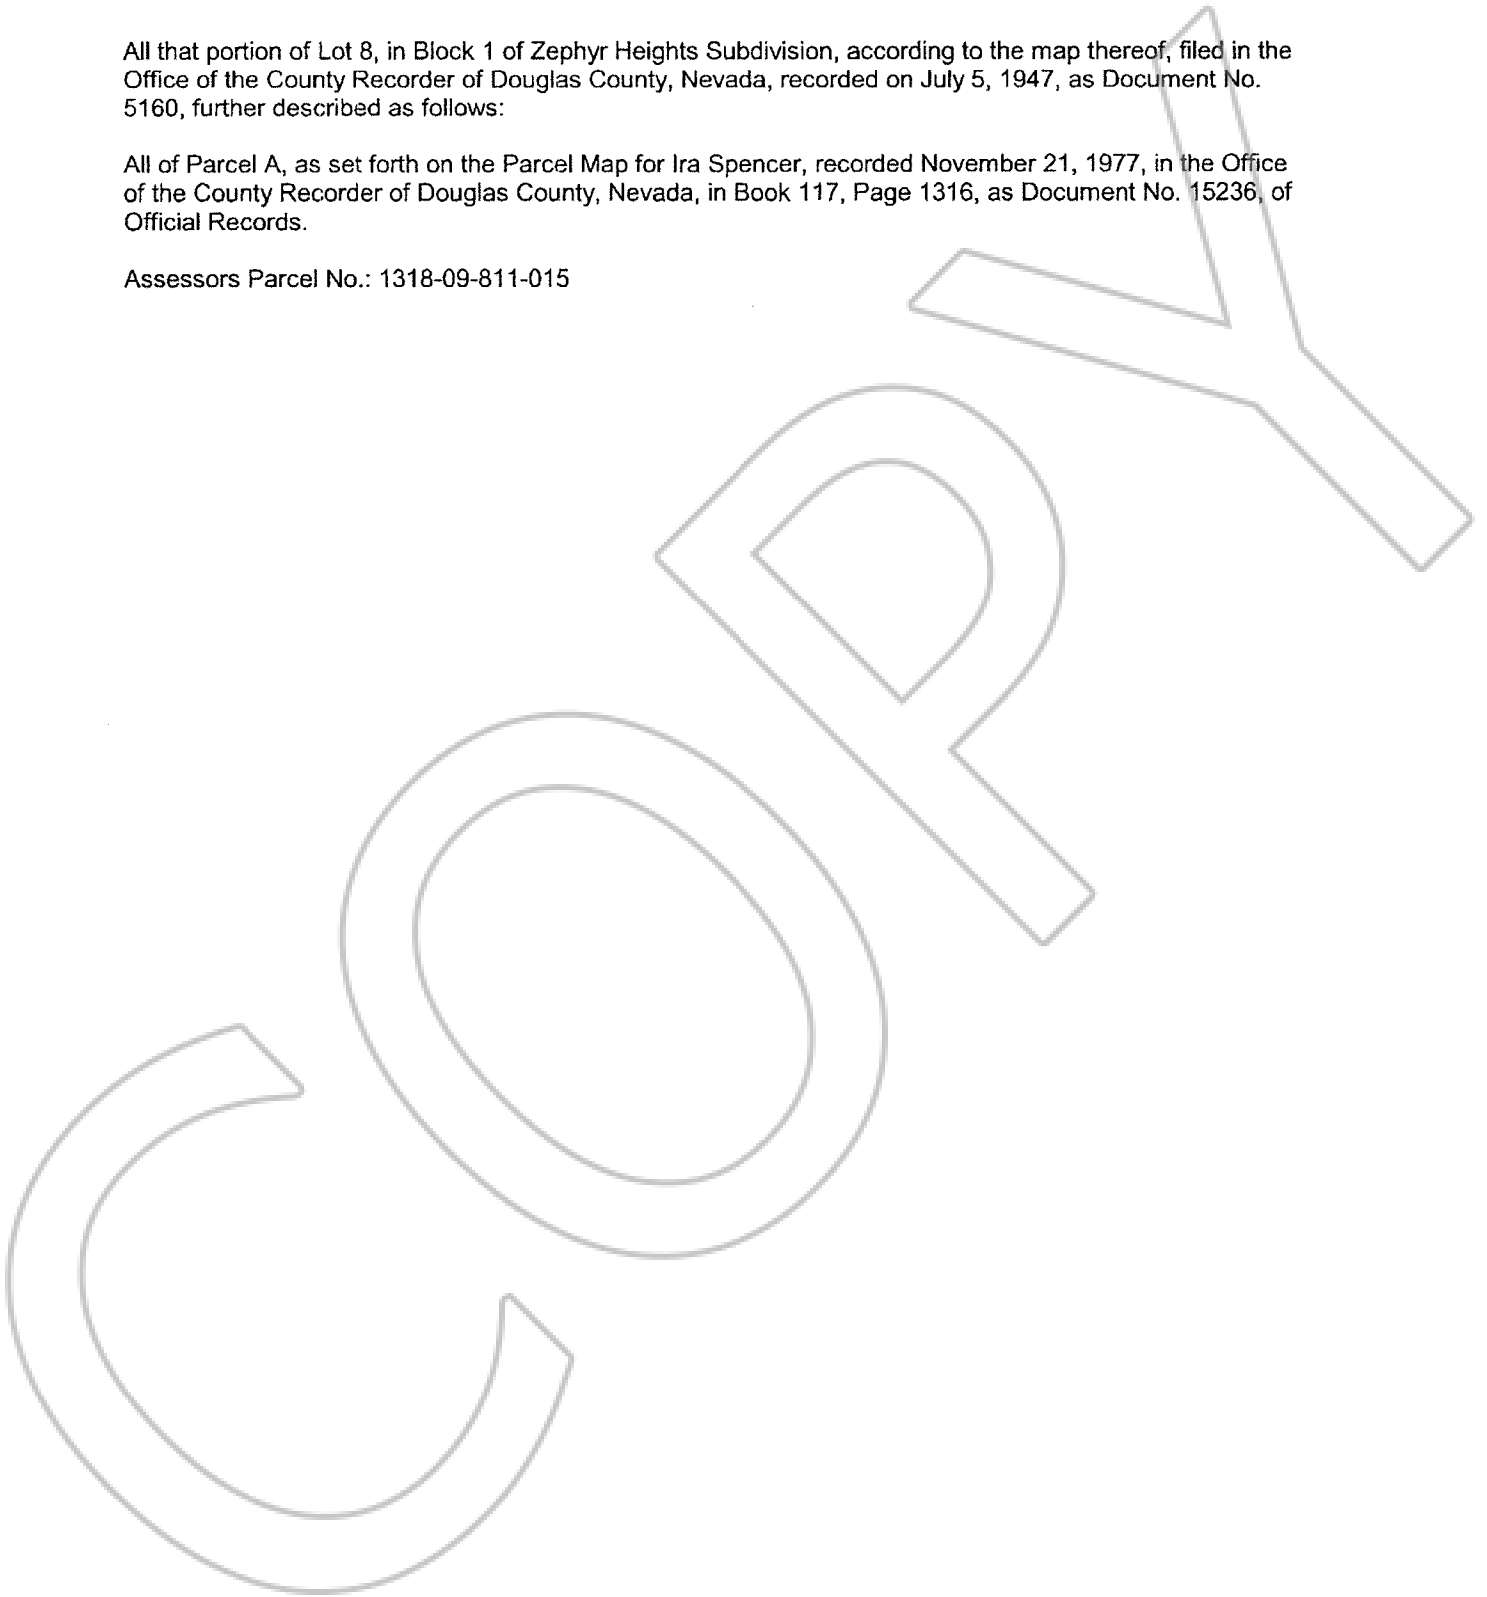 All that portion of Lot 8, in Block 1 of Zephyr Heights Subdivision, according to the map thereof, filed in the
Office of the County Recorder of Douglas County, Nevada, recorded on July 5, 1947, as Document No.
5160, further described as follows:
All of Parcel A, as set forth on the Parcel Map for Ira Spencer, recorded November 21, 1977, in the Office
of the County Recorder of Douglas County, Nevada, in Book 117, Page 1316, as Document No. 15236, of
Official Records.
Assessors Parcel No.: 1318-09-811-015
COPY